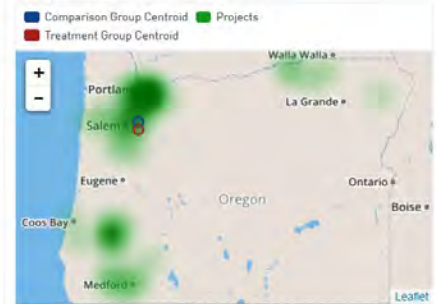 Comparison Group Centroid Projects
Treatment Group Centroid
Walla Walla
+
Portlan
−
La Grande
Salem
Eugene
Ontario
Oregon
Boise
Coos Bay
Medford
Leaflet